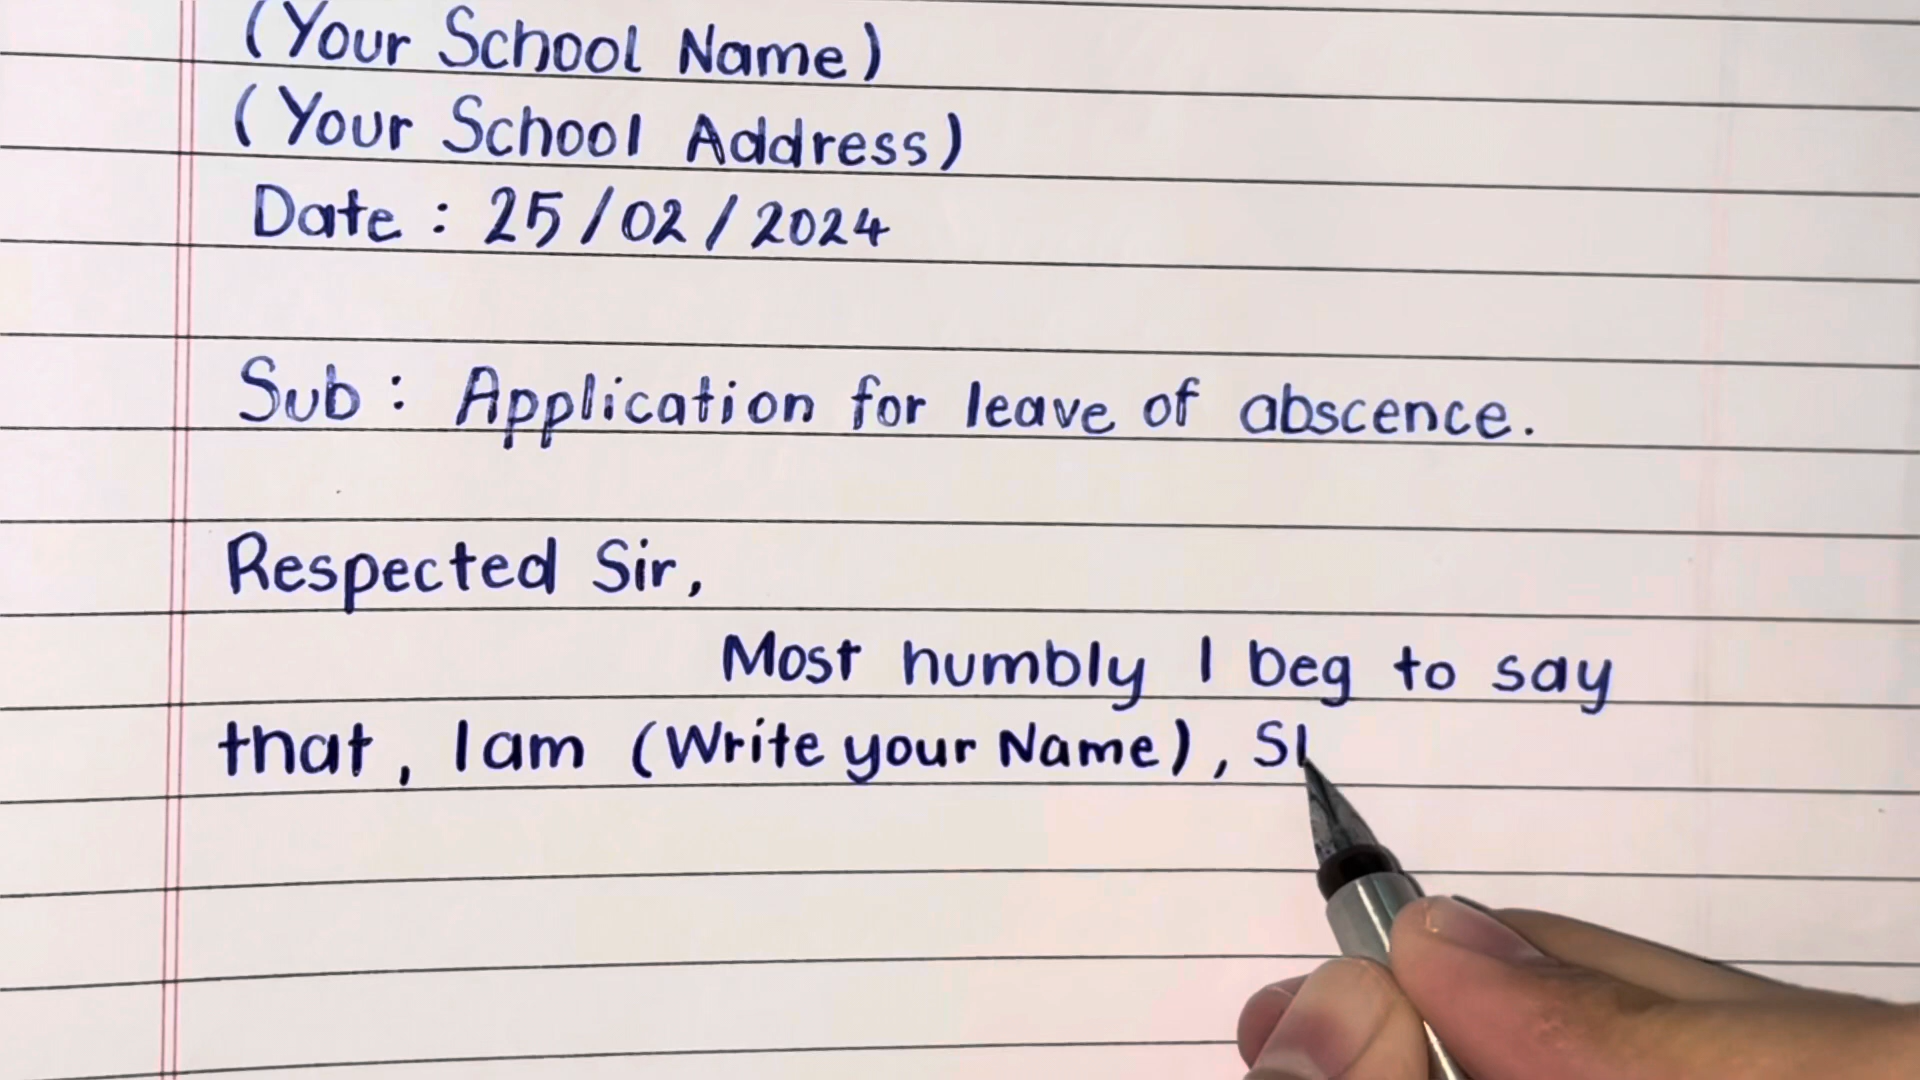 (Your School Name)
(Your School Address)
Date : 25/02/2024
Sub : Application for leave of abscence.
Respected Sir,
Most humbly I beg to say
that, I am (Write your Name),